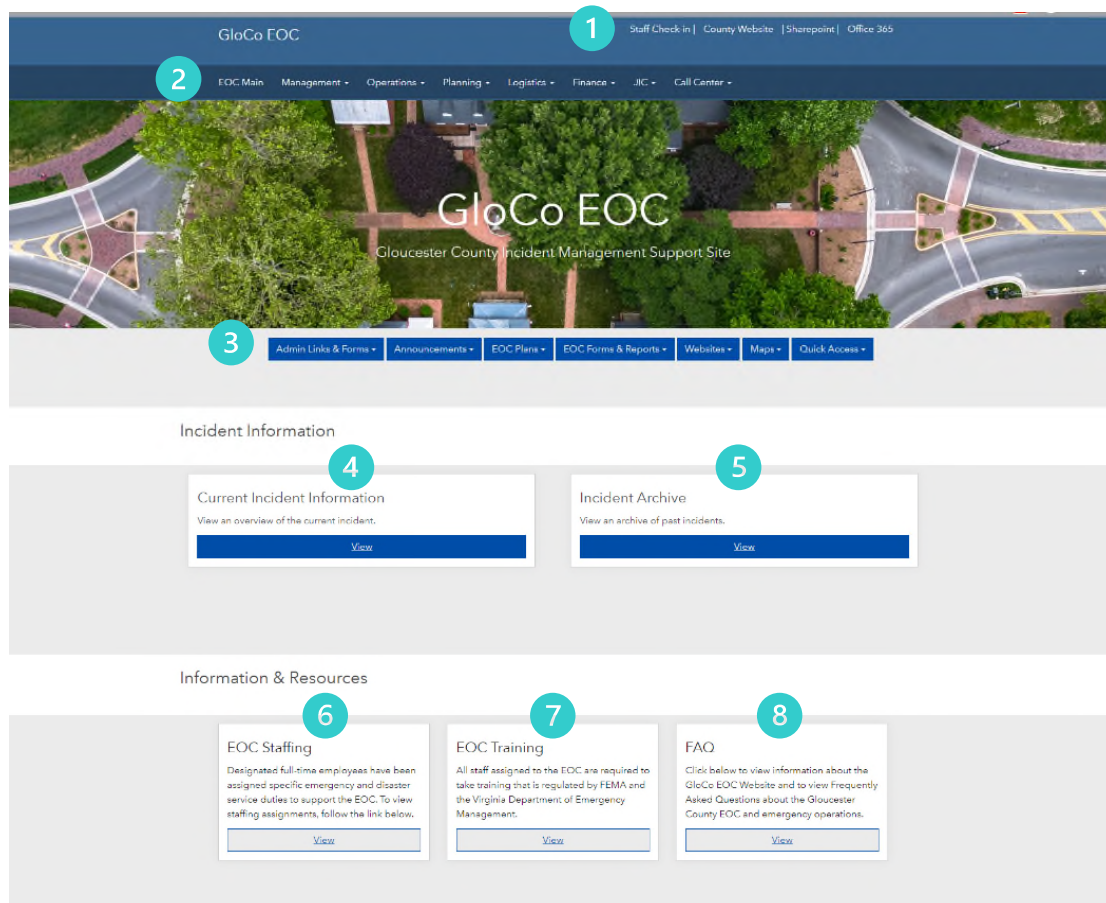 GloCo EOC
1
Staff Check in | County Website | Sharepoint | Office 365
2
EOC Main Management Operations Planning Logistics Finance JIC Call Center
GloCo EOC
Gloucester County Incident Management Support Site
3
Admin Links & Forms Announcements EOC Plans EOC Forms & Reports Websites Maps Quick Access
Incident Information
4
Current Incident Information
View an overview of the current incident.
View
5
Incident Archive
View an archive of past incidents.
View
Information & Resources
6
EOC Staffing
Designated full-time employees have been
assigned specific emergency and disaster
service duties to support the EOC. To view
staffing assignments, follow the link below.
View
7
EOC Training
All staff assigned to the EOC are required to
take training that is regulated by FEMA and
the Virginia Department of Emergency
Management.
View
8
FAQ
Click below to view information about the
GloCo EOC Website and to view Frequently
Asked Questions about the Gloucester
County EOC and emergency operations.
View